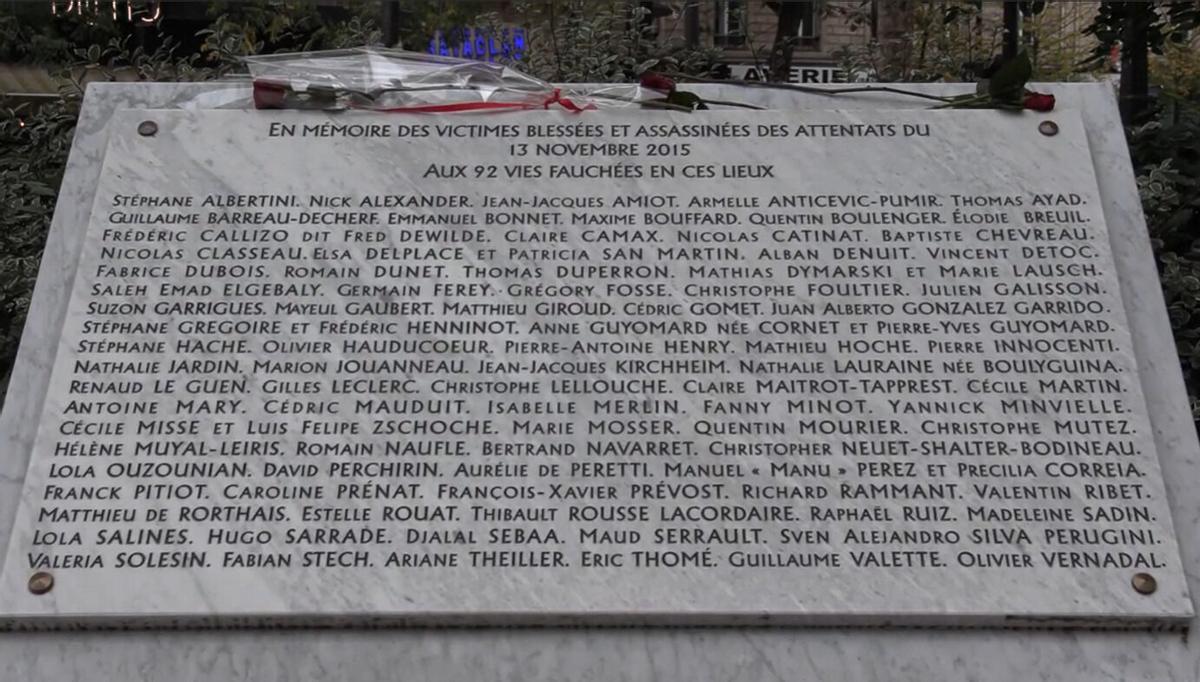 BATACLAN
EN MÉMOIRE DES VICTIMES BLESSÉES ET ASSASSINÉES DES ATTENTATS DU
13 NOVEMBRE 2015
AUX 92 VIES FAUCHÉES EN CES LIEUX
STÉPHANE ALBERTINI. NICK ALEXANDER. JEAN-JACQUES AMIOT. ARMELLE ANTICEVIC-PUMIR. THOMAS AYAD.
GUILLAUME BARREAU-DECHERF. EMMANUEL BONNET. MAXIME BOUFFARD. QUENTIN BOULENGER. ÉLODIE BREUIL.
FRÉDÉRIC CALLIZO DIT FRED DEWILDE. CLAIRE CAMAX. NICOLAS CATINAT. BAPTISTE CHEVREAU.
NICOLAS CLASSEAU. ELSA DELPLACE ET PATRICIA SAN MARTIN. ALBAN DENUIT. VINCENT DETOC.
FABRICE DUBOIS. ROMAIN DUNET. THOMAS DUPERRON. MATHIAS DYMARSKI ET MARIE LAUSCH.
SALEH EMAD ELGEBALY. GERMAIN FEREY. GRÉGORY FOSSE. CHRISTOPHE FOULTIER. JULIEN GALISSON.
SUZON GARRIGUES. MAYEUL GAUBERT. MATTHIEU GIROUD. CÉDRIC GOMET. JUAN ALBERTO GONZALEZ GARRIDO.
STÉPHANE GREGOIRE ET FRÉDÉRIC HENNINOT. ANNE GUYOMARD NÉE CORNET ET PIERRE-YVES GUYOMARD.
STÉPHANE HACHE. OLIVIER HAUDUCOEUR. PIERRE-ANTOINE HENRY. MATHIEU HOCHE. PIERRE INNOCENTI.
NATHALIE JARDIN. MARION JOUANNEAU. JEAN-JACQUES KIRCHHEIM. NATHALIE LAURAINE NÉE BOULYGUINA.
RENAUD LE GUEN. GILLES LECLERC. CHRISTOPHE LELLOUCHE. CLAIRE MAITROT-TAPPREST. CÉCILE MARTIN.
ANTOINE MARY. CÉDRIC MAUDUIT. ISABELLE MERLIN. FANNY MINOT. YANNICK MINVIELLE.
CÉCILE MISSE ET LUIS FELIPE ZSCHOCHE. MARIE MOSSER. QUENTIN MOURIER. CHRISTOPHE MUTEZ.
HÉLÈNE MUYAL-LEIRIS. ROMAIN NAUFLE. BERTRAND NAVARRET. CHRISTOPHER NEUET-SHALTER-BODINEAU.
LOLA OUZOUNIAN. DAVID PERCHIRIN. AURÉLIE DE PERETTI. MANUEL « MANU » PEREZ ET PRECILIA CORREIA.
FRANCK PITIOT. CAROLINE PRÉNAT. FRANÇOIS-XAVIER PRÉVOST. RICHARD RAMMANT. VALENTIN RIBET.
MATTHIEU DE RORTHAIS. ESTELLE ROUAT. THIBAULT ROUSSE LACORDAIRE. RAPHAËL RUIZ. MADELEINE SADIN.
LOLA SALINES. HUGO SARRADE. DJALAL SEBAA. MAUD SERRAULT. SVEN ALEJANDRO SILVA PERUGINI.
VALERIA SOLESIN. FABIAN STECH. ARIANE THEILLER. ERIC THOMÉ. GUILLAUME VALETTE. OLIVIER VERNADAL.